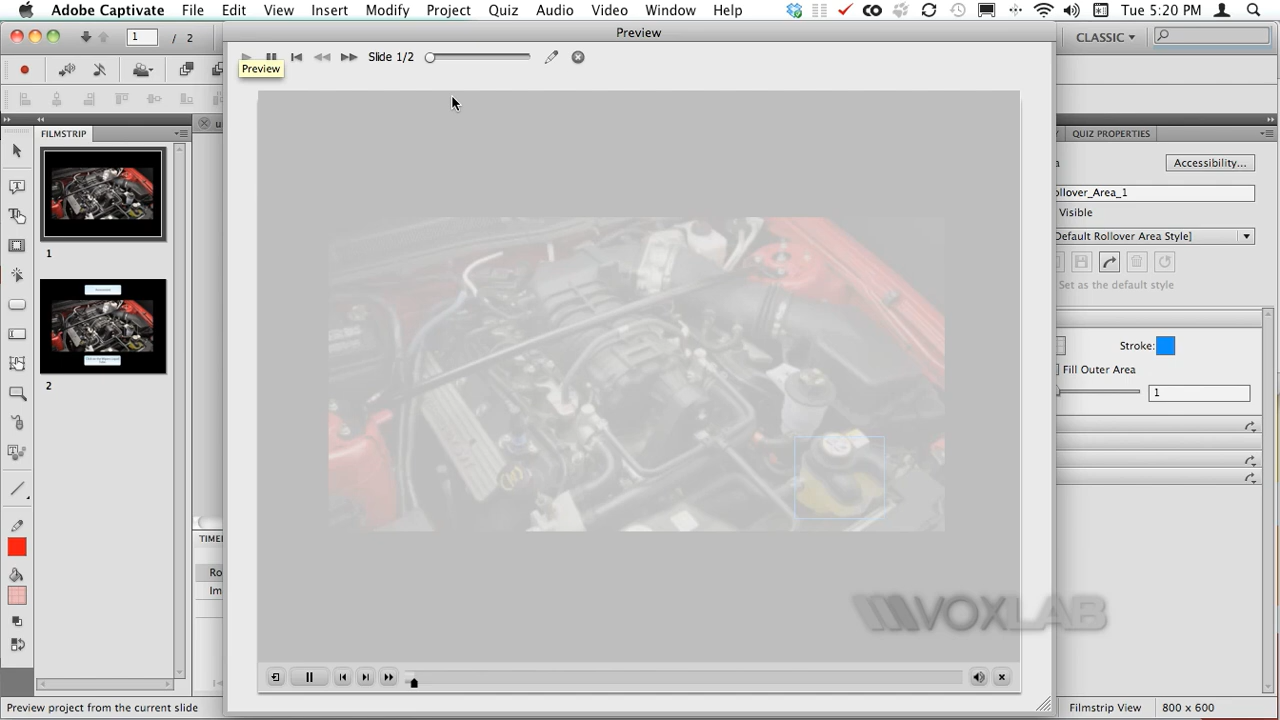 Adobe Captivate File Edit View Insert Modify Project Quiz Audio Video Window Help Tue 5:20 PM
Preview
1 / 2
CLASSIC
Slide 1/2
Preview
FILMSTRIP
QUIZ PROPERTIES
Accessibility...
ollover_Area_1
Visible
Default Rollover Area Style]
1
Set as the default style
Stroke:
Fill Outer Area
1
2
TIME
Ro
Im
VOXLAB
Preview project from the current slide
Filmstrip View 800 x 600